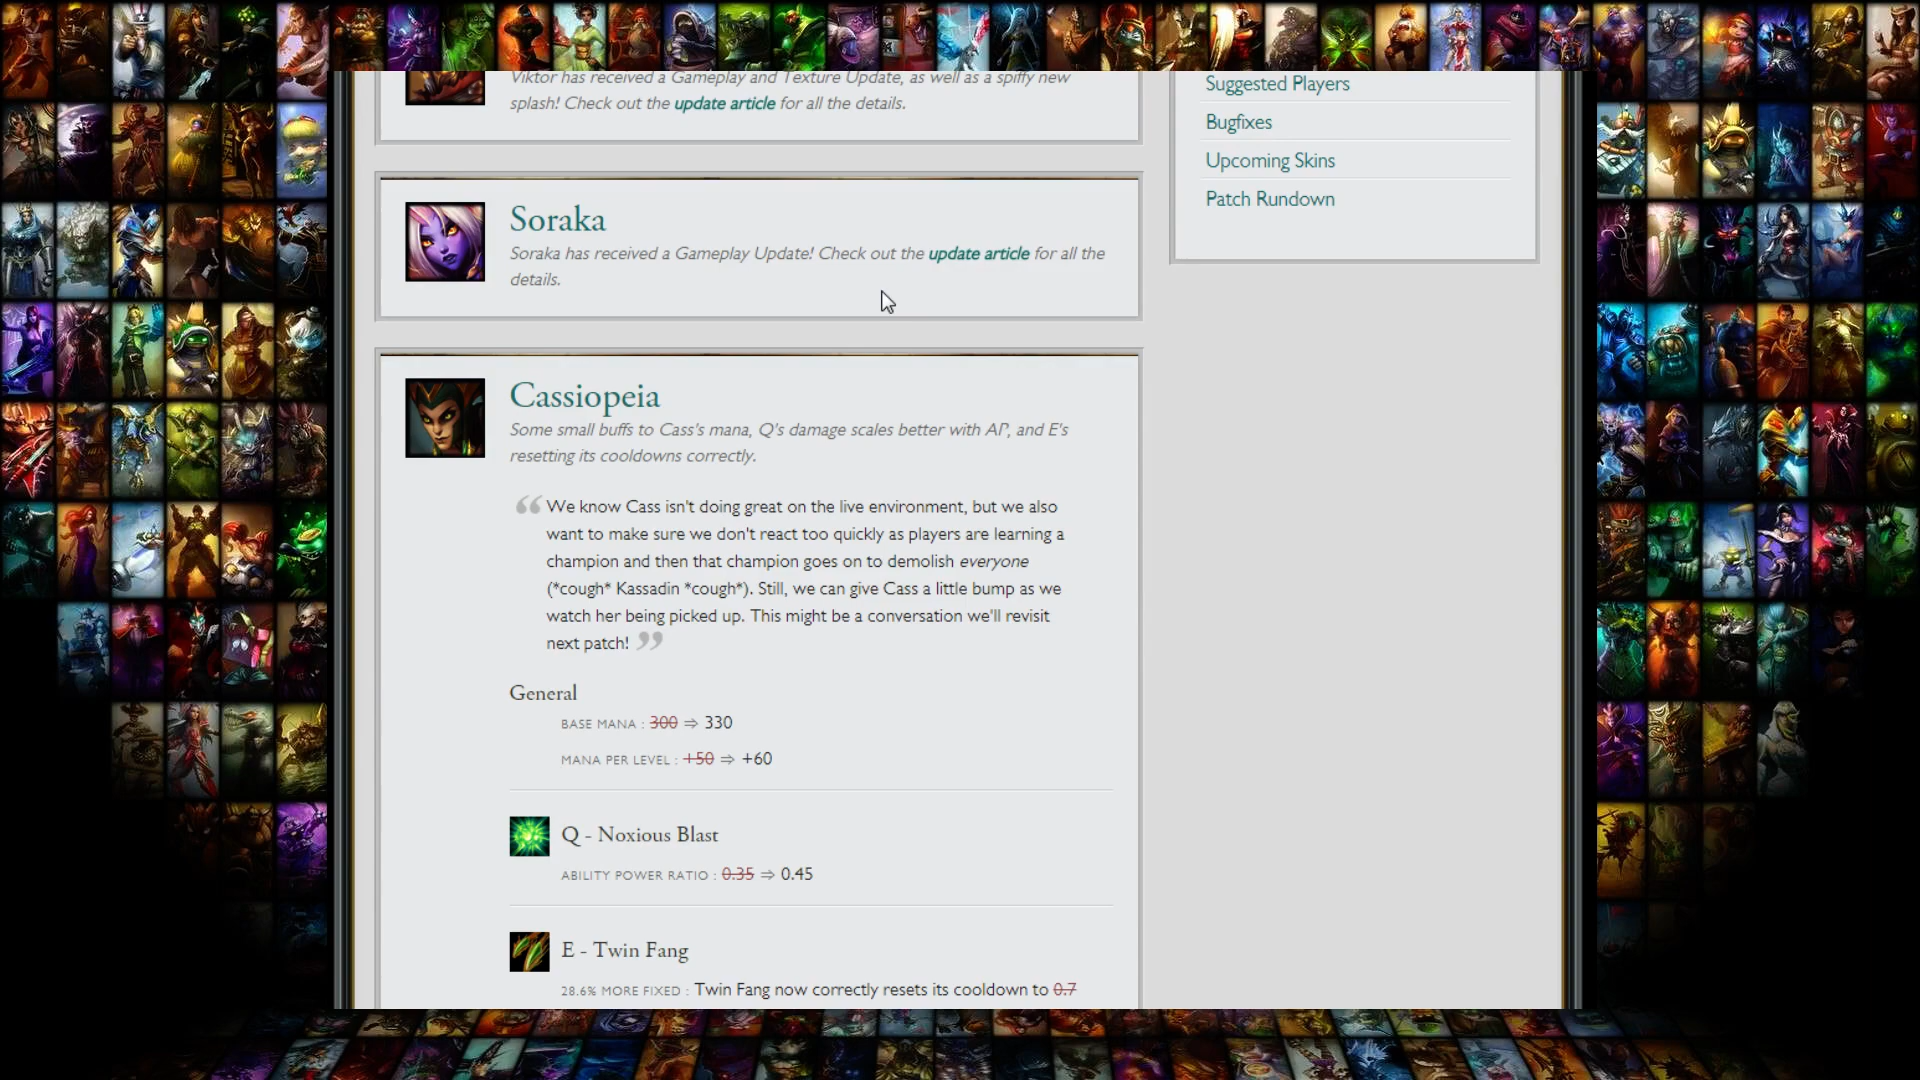 Viktor has received a Gameplay and Texture Update, as well as a spiffy new
splash! Check out the update article for all the details.
Soraka
Soraka has received a Gameplay Update! Check out the update article for all the
details.
Cassiopeia
Some small buffs to Cass's mana, Q's damage scales better with AP, and E's
resetting its cooldowns correctly.
“ We know Cass isn't doing great on the live environment, but we also
want to make sure we don't react too quickly as players are learning a
champion and then that champion goes on to demolish everyone
(*cough* Kassadin *cough*). Still, we can give Cass a little bump as we
watch her being picked up. This might be a conversation we'll revisit
next patch! ”
General
BASE MANA : 300 ⇒ 330
MANA PER LEVEL : +50 ⇒ +60
Q - Noxious Blast
ABILITY POWER RATIO : 0.35 ⇒ 0.45
E - Twin Fang
28.6% MORE FIXED : Twin Fang now correctly resets its cooldown to 0.7
Suggested Players
Bugfixes
Upcoming Skins
Patch Rundown